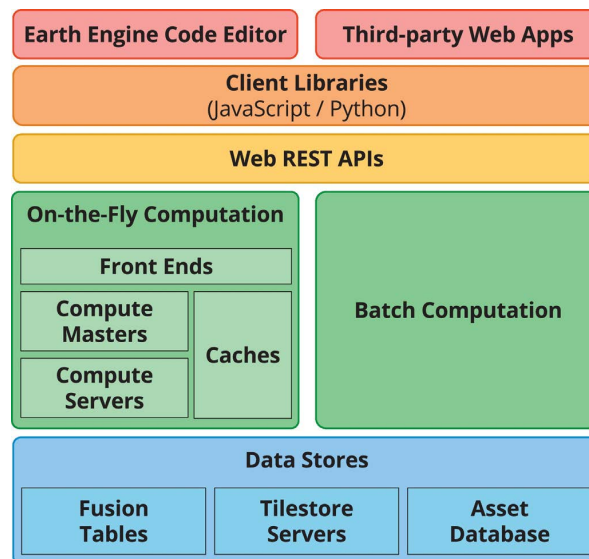 Earth Engine Code Editor
Third-party Web Apps
Client Libraries
(JavaScript / Python)
Web REST APIs
On-the-Fly Computation
Front Ends
Compute
Masters
Compute
Servers
Caches
Batch Computation
Data Stores
Fusion
Tables
Tilestore
Servers
Asset
Database